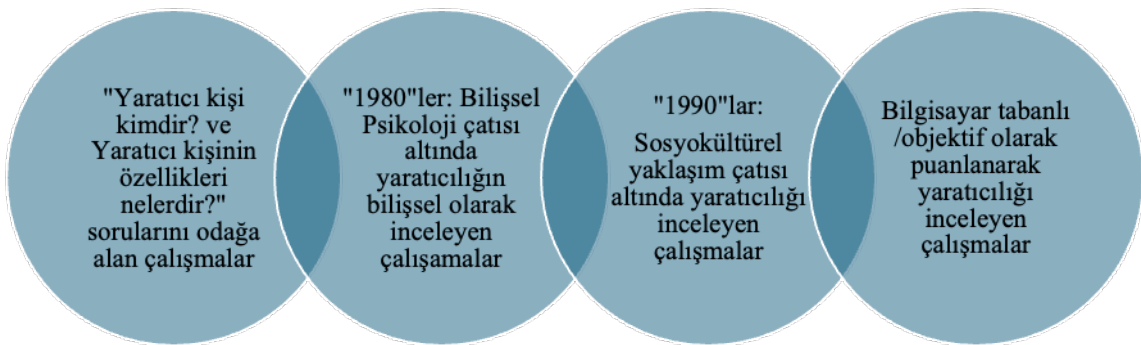 "Yaratıcı kişi
kimdir? ve
Yaratıcı kişinin
özellikleri
nelerdir?"
sorularını odağa
alan çalışmalar
"1980"ler: Bilişsel
Psikoloji çatısı
altında
yaratıcılığın
bilişsel olarak
inceleyen
çalışamalar
"1990"lar:
Sosyokültürel
yaklaşım çatısı
altında yaratıcılığı
inceleyen
çalışmalar
Bilgisayar tabanlı
/objektif olarak
puanlanarak
yaratıcılığı
inceleyen
çalışmalar